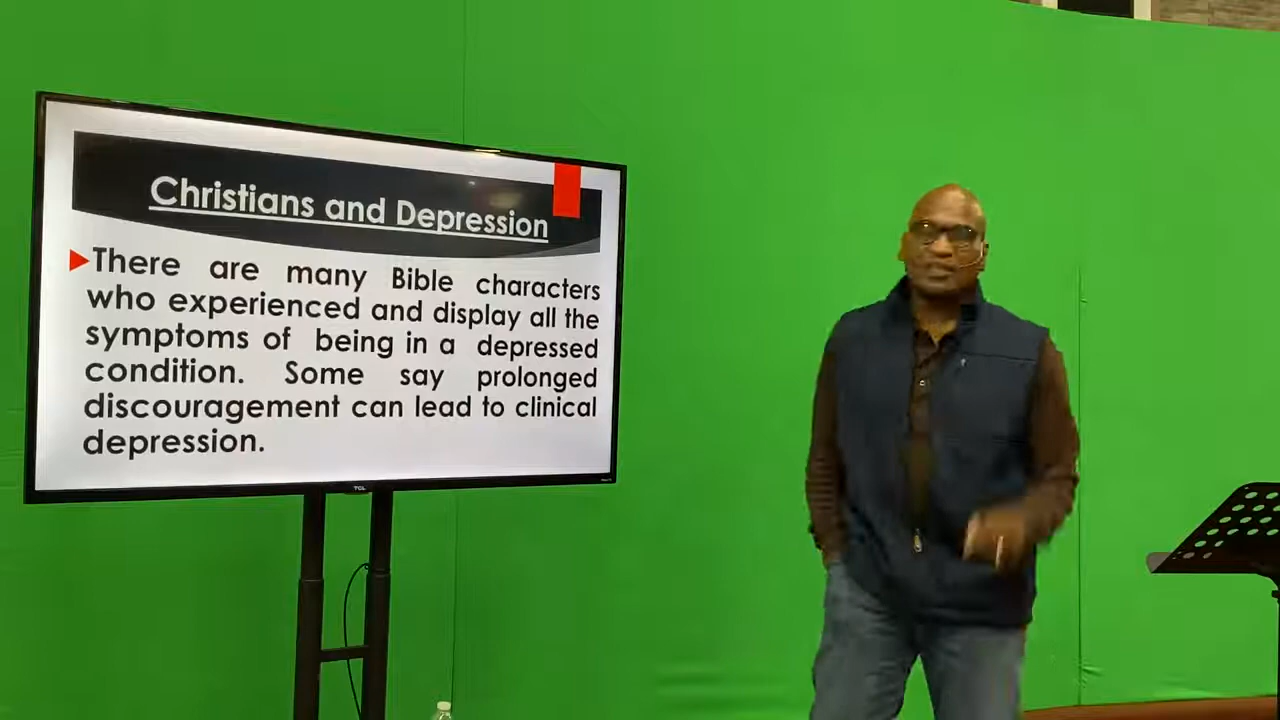 Christians and Depression
There are many Bible characters
who experienced and display all the
symptoms of being in a depressed
condition. Some say prolonged
discouragement can lead to clinical
depression.
TCL